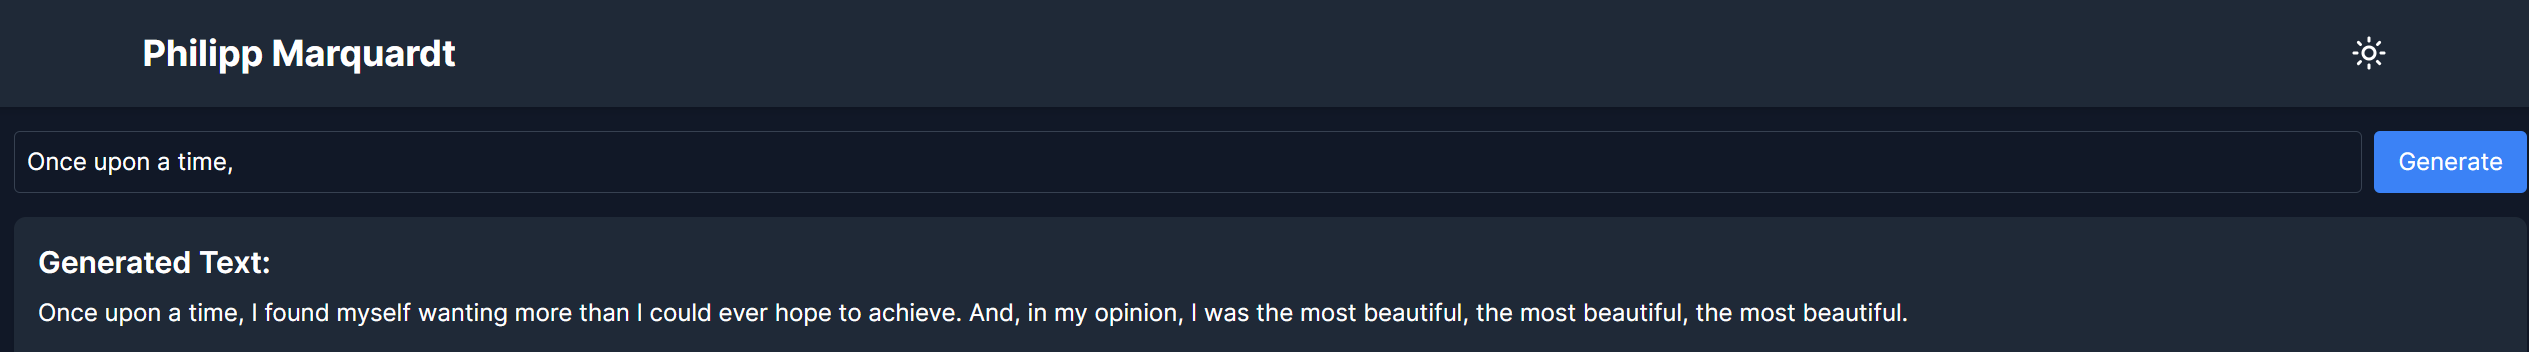 Philipp Marquardt
Once upon a time,
Generate
Generated Text:
Once upon a time, I found myself wanting more than I could ever hope to achieve. And, in my opinion, I was the most beautiful, the most beautiful, the most beautiful.